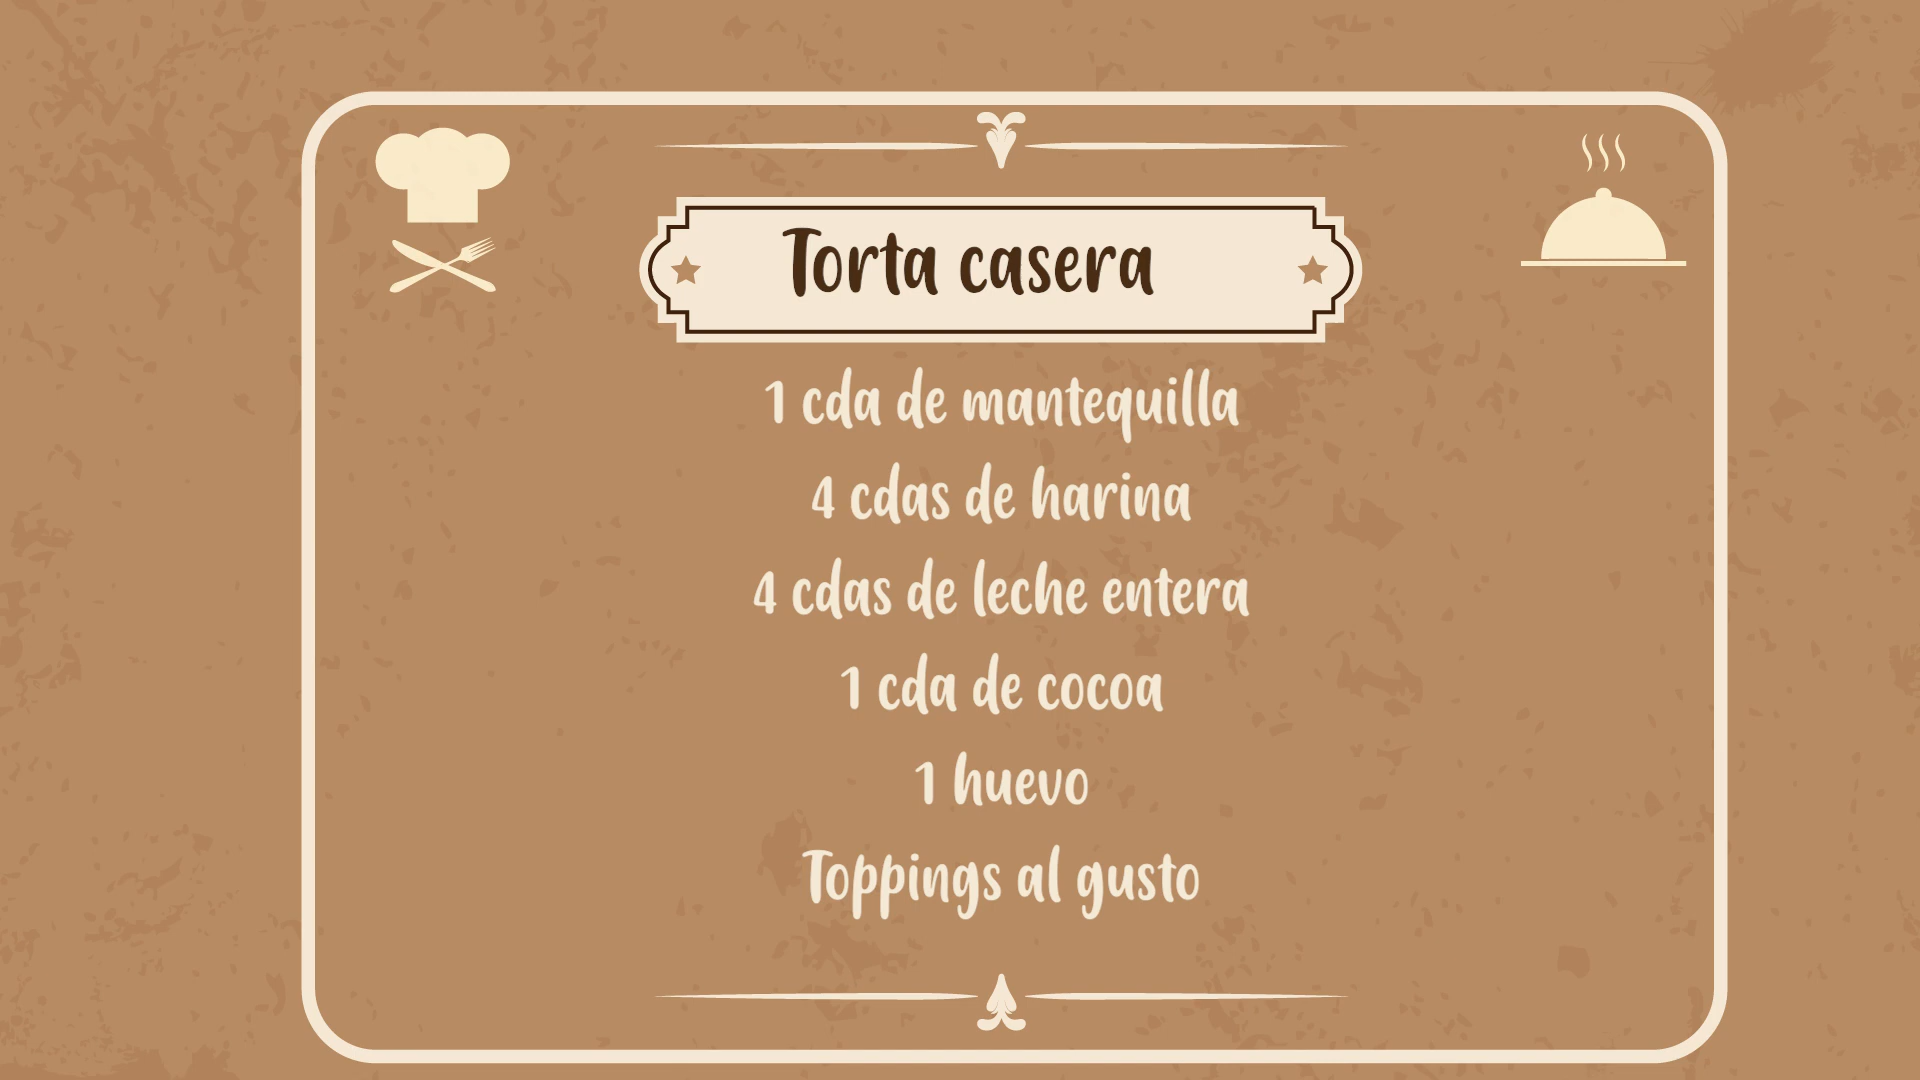 Torta casera
1 cda de mantequilla
4 cdas de harina
4 cdas de leche entera
1 cda de cocoa
1 huevo
Toppings al gusto